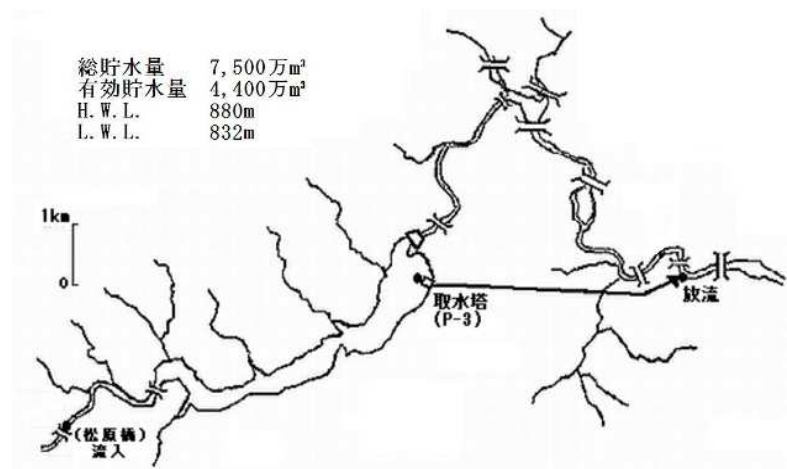 総貯水量 7,500万m³
有効貯水量 4,400万m³
H.W.L. 880m
L.W.L. 832m
1km
0
取水塔
(P-3)
放流
(松原橋)
流入